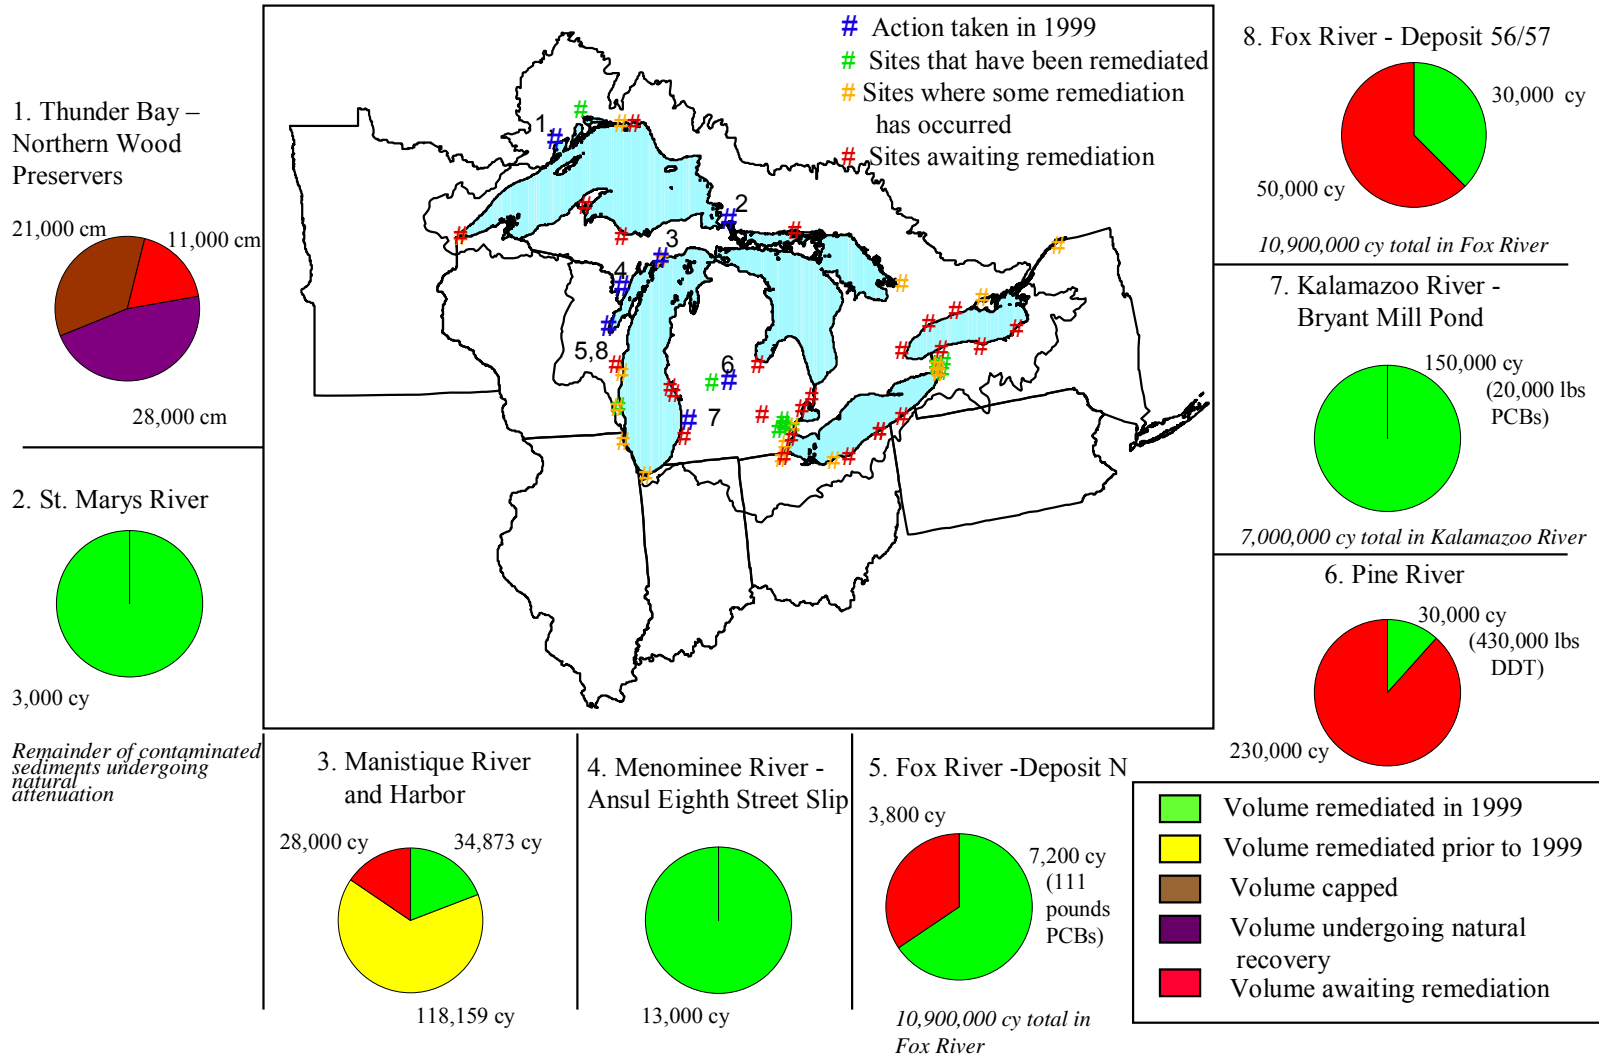 # Action taken in 1999
# Sites that have been remediated
# Sites where some remediation
has occurred
# Sites awaiting remediation
1
2
3
4
5,8
6
7
1. Thunder Bay –
Northern Wood
Preservers
21,000 cm
11,000 cm
28,000 cm
2. St. Marys River
3,000 cy
Remainder of contaminated
sediments undergoing
natural
attenuation
3. Manistique River
and Harbor
28,000 cy
34,873 cy
118,159 cy
4. Menominee River -
Ansul Eighth Street Slip
13,000 cy
5. Fox River -Deposit N
3,800 cy
7,200 cy
(111
pounds
PCBs)
10,900,000 cy total in
Fox River
8. Fox River - Deposit 56/57
30,000 cy
50,000 cy
10,900,000 cy total in Fox River
7. Kalamazoo River -
Bryant Mill Pond
150,000 cy
(20,000 lbs
PCBs)
7,000,000 cy total in Kalamazoo River
6. Pine River
30,000 cy
(430,000 lbs
DDT)
230,000 cy
Volume remediated in 1999
Volume remediated prior to 1999
Volume capped
Volume undergoing natural
recovery
Volume awaiting remediation